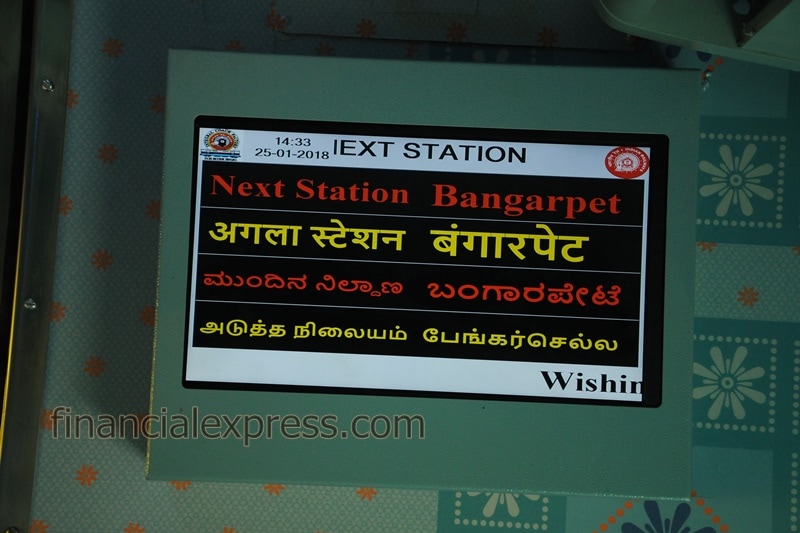 14:33
25-01-2018
IEXT STATION
Next Station Bangarpet
अगला स्टेशन बंगारपेट
ಮುಂದಿನ ನಿಲ್ದಾಣ ಬಂಗಾರಪೇಟೆ
அடுத்த நிலையம் பேங்கர்செல்ல
Wishin
financialexpress.com